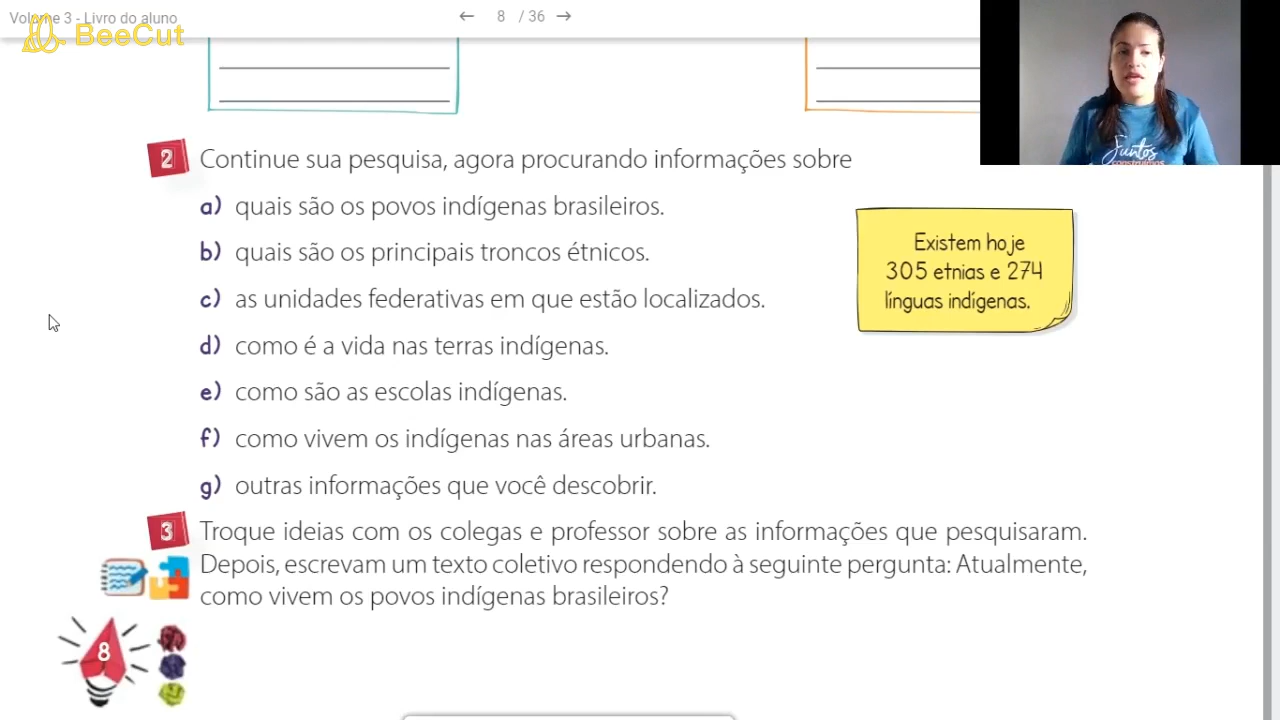 Volume 3 - Livro do aluno
8 / 36
BeeCut
2 Continue sua pesquisa, agora procurando informações sobre
a) quais são os povos indígenas brasileiros.
b) quais são os principais troncos étnicos.
c) as unidades federativas em que estão localizados.
d) como é a vida nas terras indígenas.
e) como são as escolas indígenas.
f) como vivem os indígenas nas áreas urbanas.
g) outras informações que você descobrir.
Existem hoje
305 etnias e 274
línguas indígenas.
3 Troque ideias com os colegas e professor sobre as informações que pesquisaram.
Depois, escrevam um texto coletivo respondendo à seguinte pergunta: Atualmente,
como vivem os povos indígenas brasileiros?
8
Juntos
construímos